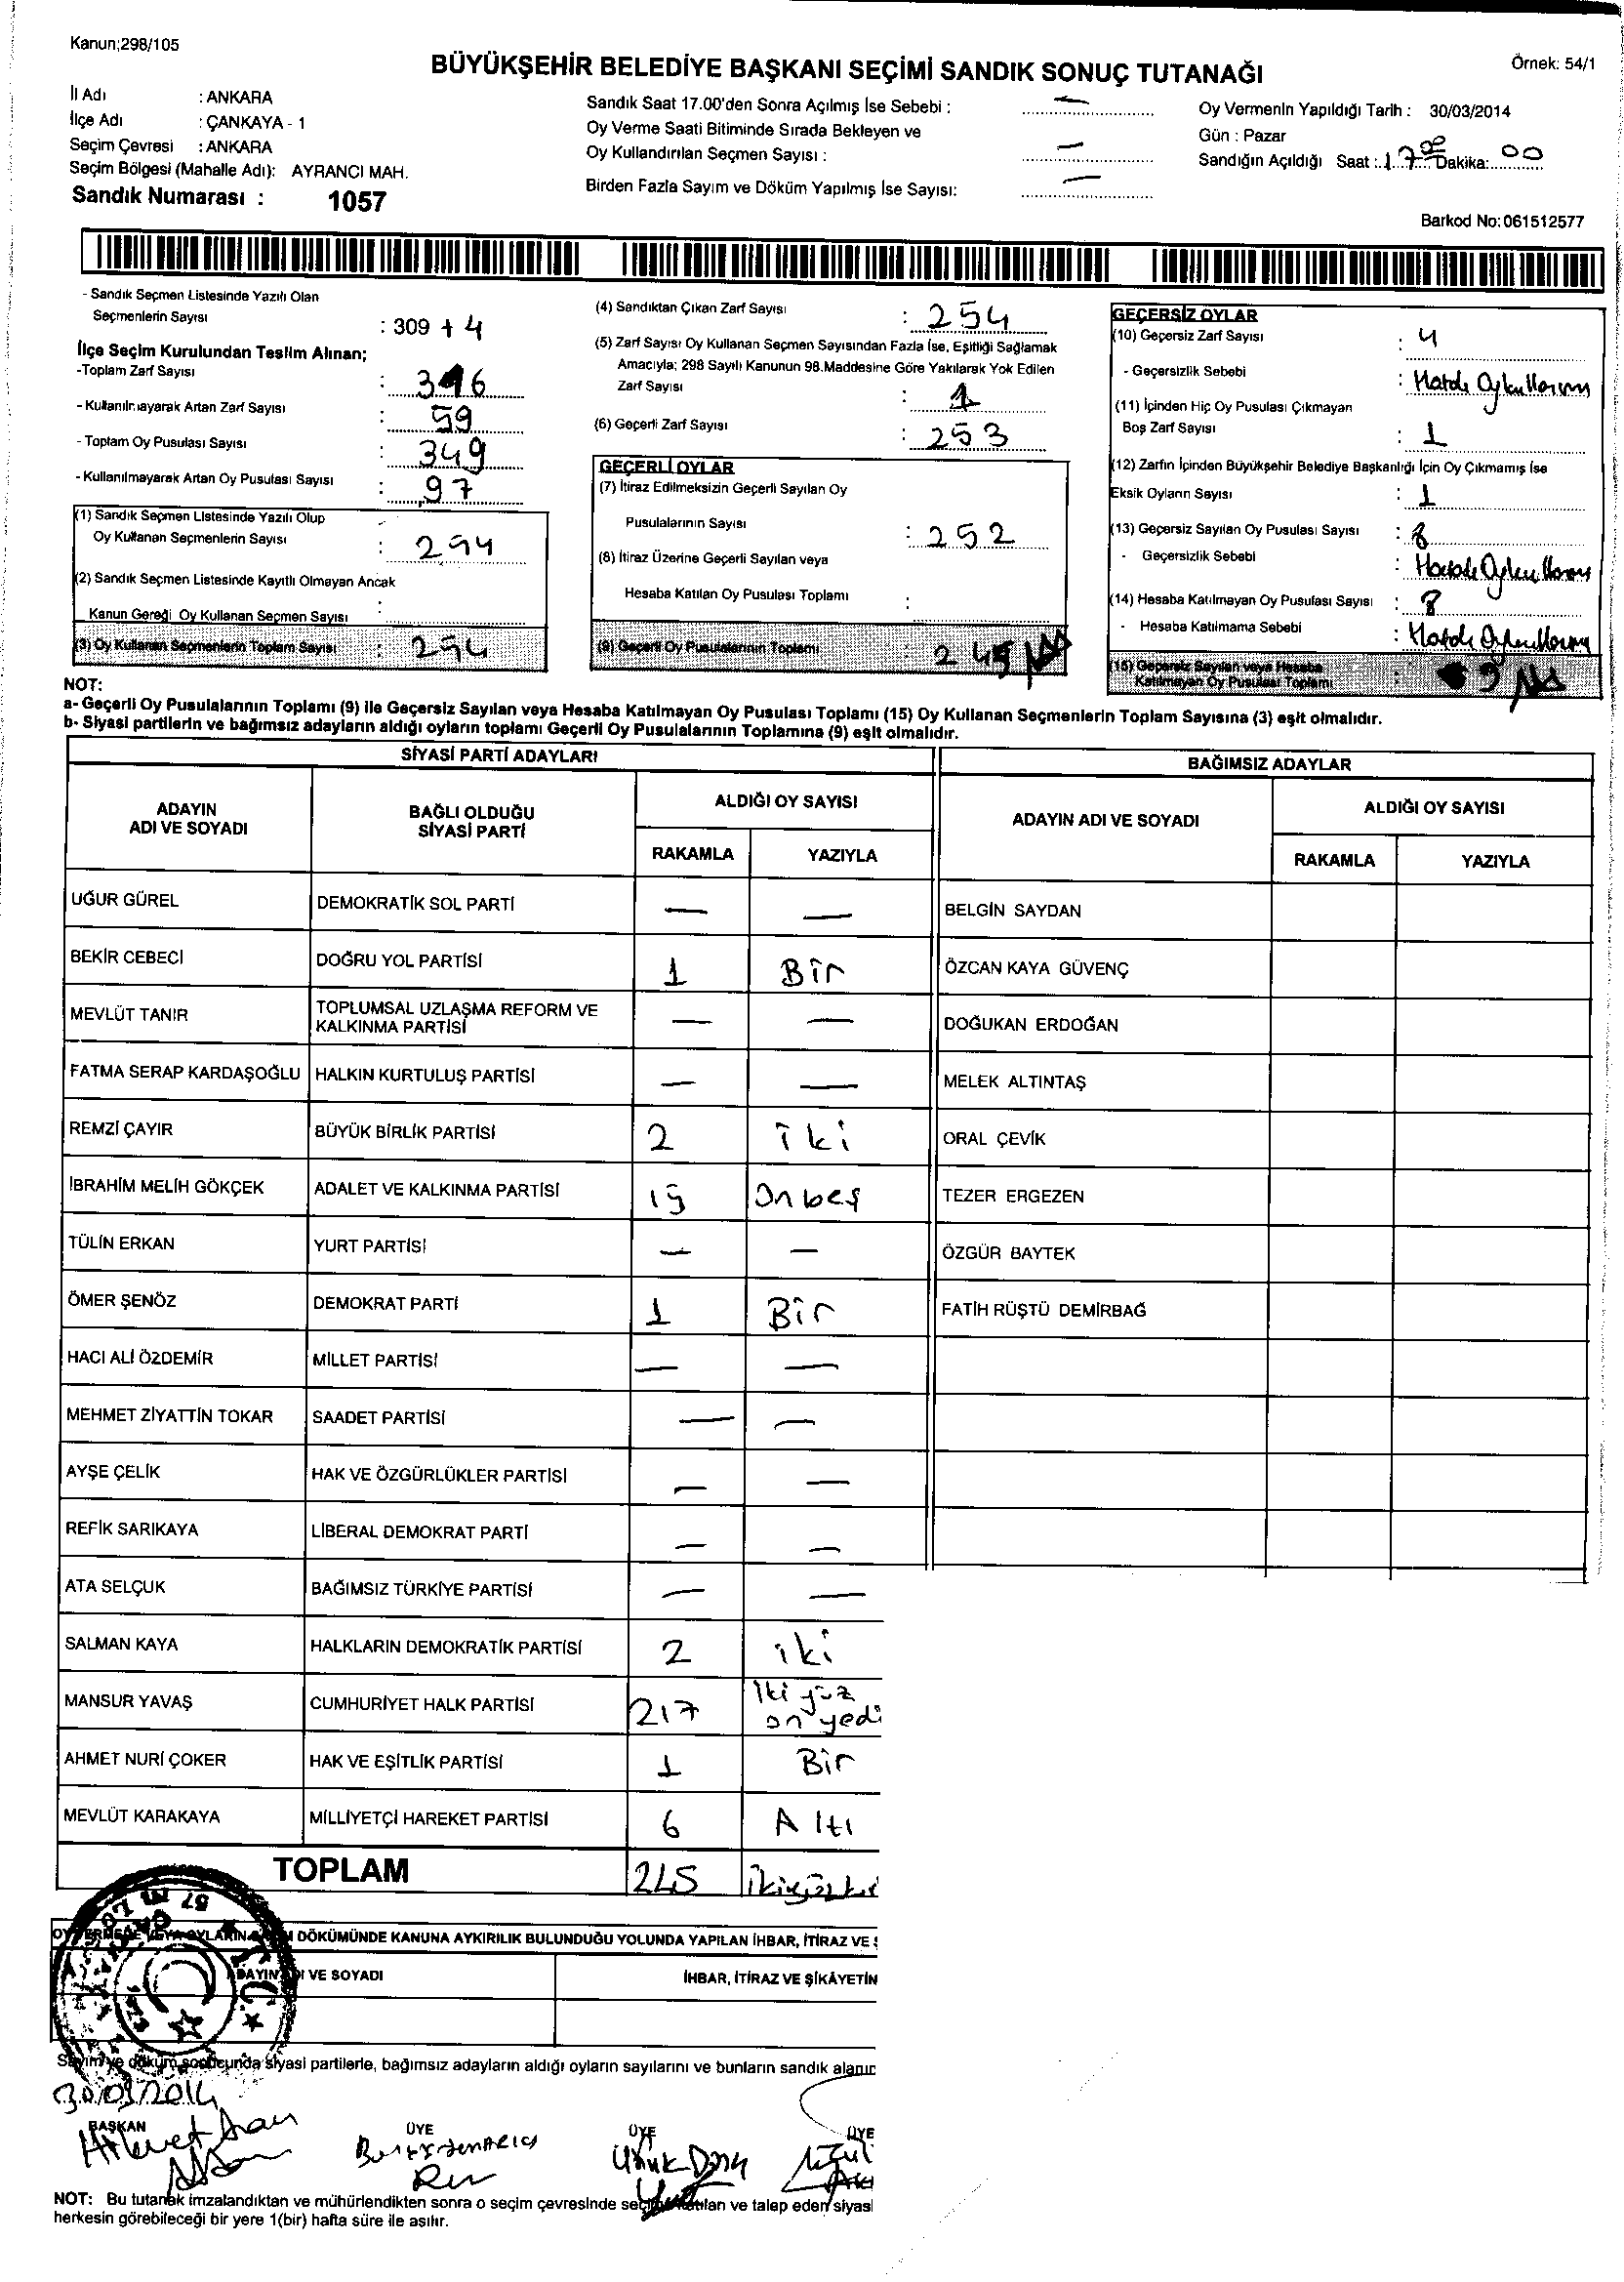 Kanun;298/105
BÜYÜKŞEHİR BELEDİYE BAŞKANI SEÇİMİ SANDIK SONUÇ TUTANAĞI
Örnek: 54/1
İl Adı : ANKARA
İlçe Adı : ÇANKAYA - 1
Seçim Çevresi : ANKARA
Seçim Bölgesi (Mahalle Adı): AYRANCI MAH.
Sandık Numarası : 1057
Sandık Saat 17.00'den Sonra Açılmış İse Sebebi : —
Oy Verme Saati Bitiminde Sırada Bekleyen ve
Oy Kullandırılan Seçmen Sayısı : —
Birden Fazla Sayım ve Döküm Yapılmış İse Sayısı: —
Oy Vermenin Yapıldığı Tarih : 30/03/2014
Gün : Pazar
Sandığın Açıldığı Saat : 17 Dakika: 00
Barkod No: 061512577
- Sandık Seçmen Listesinde Yazılı Olan
Seçmenlerin Sayısı : 309 + 4
İlçe Seçim Kurulundan Teslim Alınan;
-Toplam Zarf Sayısı :
- Kullanılmayarak Artan Zarf Sayısı : 59
- Toplam Oy Pusulası Sayısı : 349
- Kullanılmayarak Artan Oy Pusulası Sayısı : 97
(1) Sandık Seçmen Listesinde Yazılı Olup
Oy Kullanan Seçmenlerin Sayısı : 294
(2) Sandık Seçmen Listesinde Kayıtlı Olmayan Ancak
Kanun Gereği Oy Kullanan Seçmen Sayısı :
(3) Oy Kullanan Seçmenlerin Toplam Sayısı : 254
(4) Sandıktan Çıkan Zarf Sayısı : 254
(5) Zarf Sayısı Oy Kullanan Seçmen Sayısından Fazla İse, Eşitliği Sağlamak
Amacıyla; 298 Sayılı Kanunun 98.Maddesine Göre Yakılarak Yok Edilen
Zarf Sayısı : 1
(6) Geçerli Zarf Sayısı : 253
GEÇERLİ OYLAR
(7) İtiraz Edilmeksizin Geçerli Sayılan Oy
Pusulalarının Sayısı : 252
(8) İtiraz Üzerine Geçerli Sayılan veya
Hesaba Katılan Oy Pusulası Toplamı :
(9) Geçerli Oy Pusulalarının Toplamı : 245
GEÇERSİZ OYLAR
(10) Geçersiz Zarf Sayısı : 4
- Geçersizlik Sebebi : Hatalı Oykullanım
(11) İçinden Hiç Oy Pusulası Çıkmayan
Boş Zarf Sayısı : 1
(12) Zarfın İçinden Büyükşehir Belediye Başkanlığı İçin Oy Çıkmamış İse
Eksik Oyların Sayısı : 1
(13) Geçersiz Sayılan Oy Pusulası Sayısı : 8
- Geçersizlik Sebebi : Hatalı Oykullanım
(14) Hesaba Katılmayan Oy Pusulası Sayısı : 8
- Hesaba Katılmama Sebebi : Hatalı Oykullanım
(15) Geçersiz Sayılan veya Hesaba
Katılmayan Oy Pusulası Toplamı : 9
NOT:
a- Geçerli Oy Pusulalarının Toplamı (9) ile Geçersiz Sayılan veya Hesaba Katılmayan Oy Pusulası Toplamı (15) Oy Kullanan Seçmenlerin Toplam Sayısına (3) eşit olmalıdır.
b- Siyasi partilerin ve bağımsız adayların aldığı oyların toplamı Geçerli Oy Pusulalarının Toplamına (9) eşit olmalıdır.
SİYASİ PARTİ ADAYLARI
ADAYIN ADI VE SOYADI BAĞLI OLDUĞU SİYASİ PARTİ ALDIĞI OY SAYISI
RAKAMLA YAZIYLA
UĞUR GÜREL DEMOKRATİK SOL PARTİ — —
BEKİR CEBECİ DOĞRU YOL PARTİSİ 1 Bir
MEVLÜT TANIR TOPLUMSAL UZLAŞMA REFORM VE KALKINMA PARTİSİ — —
FATMA SERAP KARDAŞOĞLU HALKIN KURTULUŞ PARTİSİ — —
REMZİ ÇAYIR BÜYÜK BİRLİK PARTİSİ 2 iki
İBRAHİM MELİH GÖKÇEK ADALET VE KALKINMA PARTİSİ 15 Onbeş
TÜLİN ERKAN YURT PARTİSİ — —
ÖMER ŞENÖZ DEMOKRAT PARTİ 1 Bir
HACI ALİ ÖZDEMİR MİLLET PARTİSİ — —
MEHMET ZİYATTİN TOKAR SAADET PARTİSİ — —
AYŞE ÇELİK HAK VE ÖZGÜRLÜKLER PARTİSİ — —
REFİK SARIKAYA LİBERAL DEMOKRAT PARTİ — —
ATA SELÇUK BAĞIMSIZ TÜRKİYE PARTİSİ — —
SALMAN KAYA HALKLARIN DEMOKRATİK PARTİSİ 2 iki
MANSUR YAVAŞ CUMHURİYET HALK PARTİSİ 217 İki yüz on yedi
AHMET NURİ ÇOKER HAK VE EŞİTLİK PARTİSİ 1 Bir
MEVLÜT KARAKAYA MİLLİYETÇİ HAREKET PARTİSİ 6 Altı
TOPLAM 245
BAĞIMSIZ ADAYLAR
ADAYIN ADI VE SOYADI ALDIĞI OY SAYISI
RAKAMLA YAZIYLA
BELGİN SAYDAN
ÖZCAN KAYA GÜVENÇ
DOĞUKAN ERDOĞAN
MELEK ALTINTAŞ
ORAL ÇEVİK
TEZER ERGEZEN
ÖZGÜR BAYTEK
FATİH RÜŞTÜ DEMİRBAĞ
DÖKÜMÜNDE KANUNA AYKIRILIK BULUNDUĞU YOLUNDA YAPILAN İHBAR, İTİRAZ VE
VE SOYADI İHBAR, İTİRAZ VE ŞİKÂYETİN
Sayım ve döküm sonucunda siyasi partilerle, bağımsız adayların aldığı oyların sayılarını ve bunların sandık
30/03/2014
BAŞKAN ÜYE ÜYE ÜYE
NOT: Bu tutanak imzalandıktan ve mühürlendikten sonra o seçim çevresinde ve talep eden siyasi
herkesin görebileceği bir yere 1(bir) hafta süre ile asılır.